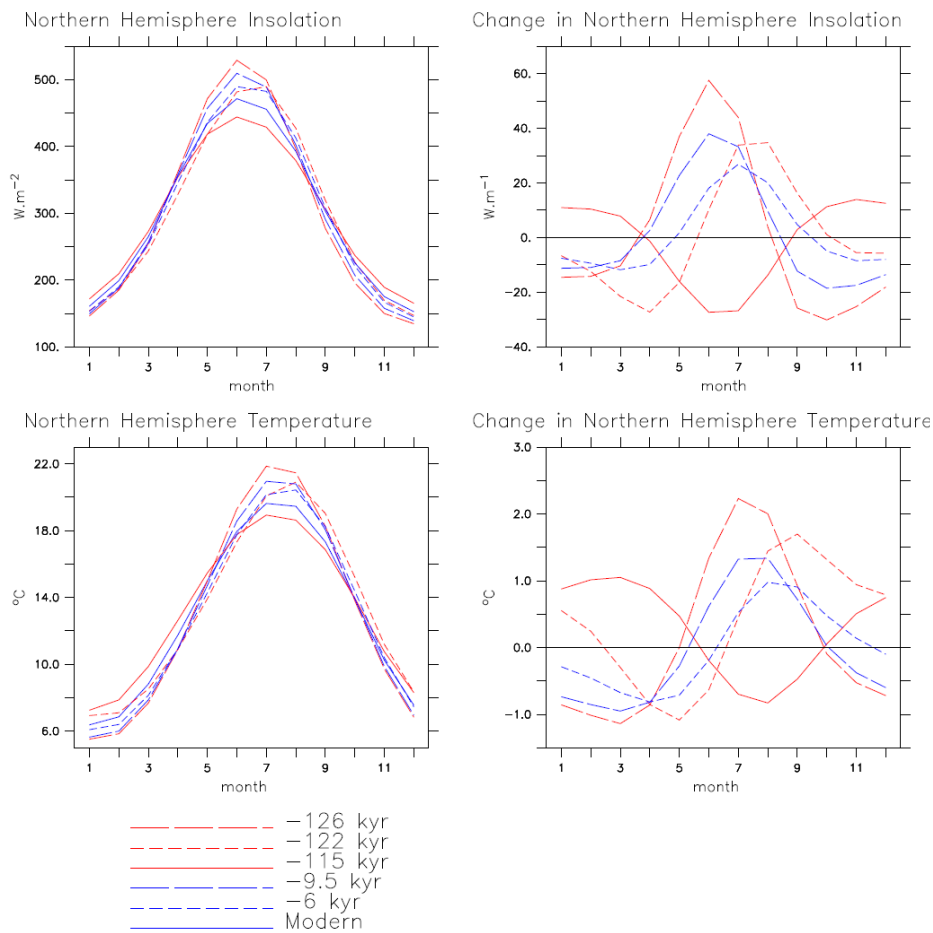 Northern Hemisphere Insolation
500.
400.
300.
200.
100.
W.m-2
1 3 5 7 9 11
month
Change in Northern Hemisphere Insolation
60.
40.
20.
0.
-20.
-40.
W.m-1
1 3 5 7 9 11
month
Northern Hemisphere Temperature
22.0
18.0
14.0
10.0
6.0
°C
1 3 5 7 9 11
month
Change in Northern Hemisphere Temperature
3.0
2.0
1.0
0.0
-1.0
°C
1 3 5 7 9 11
month
-126 kyr
-122 kyr
-115 kyr
-9.5 kyr
-6 kyr
Modern